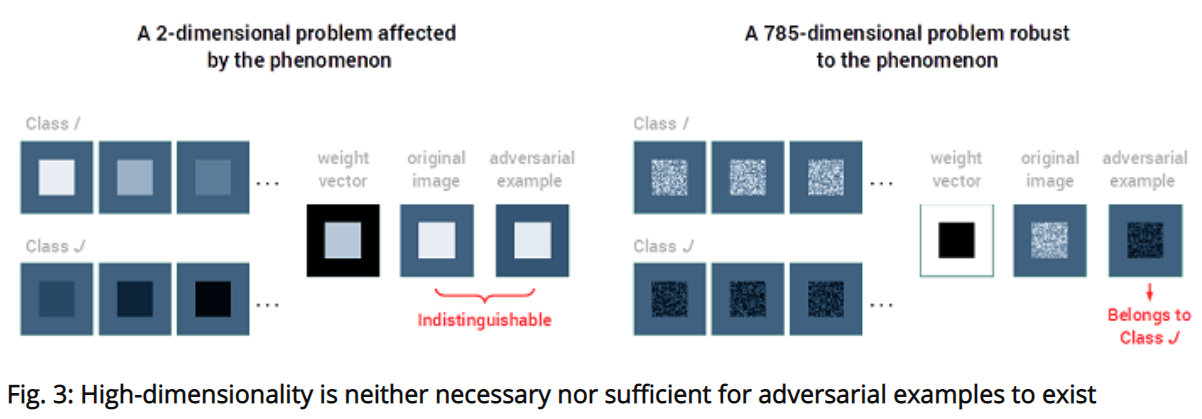 A 2-dimensional problem affected
by the phenomenon
Class I
weight
vector
original
image
adversarial
example
...
Class J
...
Indistinguishable
A 785-dimensional problem robust
to the phenomenon
Class I
weight
vector
original
image
adversarial
example
...
Class J
...
Belongs to
Class J
Fig. 3: High-dimensionality is neither necessary nor sufficient for adversarial examples to exist